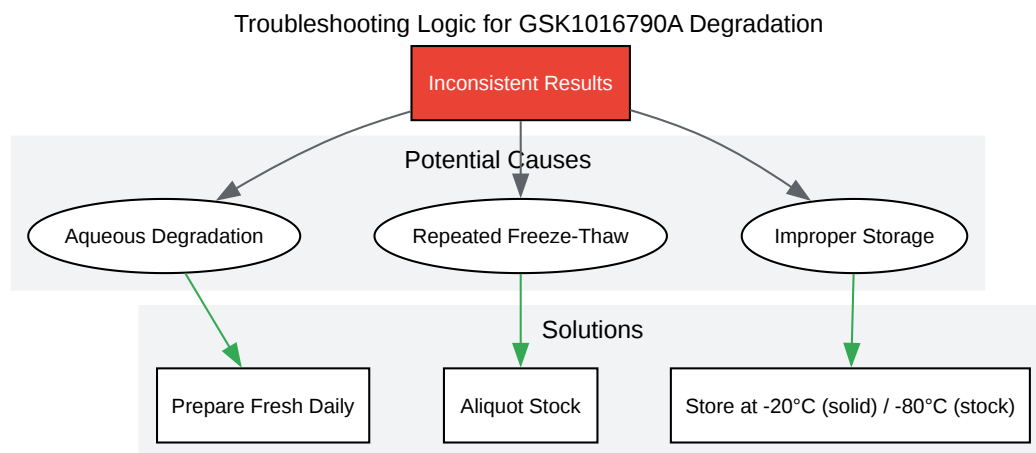 Troubleshooting Logic for GSK1016790A Degradation
Inconsistent Results
Potential Causes
Aqueous Degradation
Repeated Freeze-Thaw
Improper Storage
Solutions
Prepare Fresh Daily
Aliquot Stock
Store at -20°C (solid) / -80°C (stock)